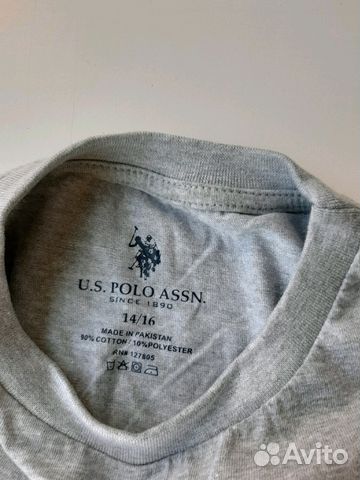 U.S. POLO ASSN.
SINCE 1890
14/16
MADE IN PAKISTAN
90% COTTON / 10%POLYESTER
RN# 127805
Avito